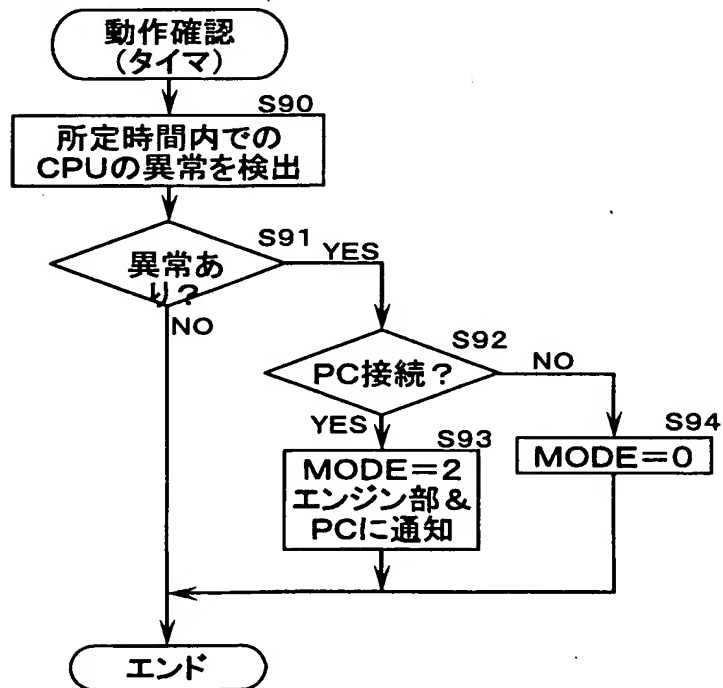 動作確認
(タイマ)
S90
所定時間内での
CPUの異常を検出
S91
異常あ
り?
YES
NO
S92
PC接続?
NO
YES
S93
MODE=2
エンジン部&
PCに通知
S94
MODE=0
エンド